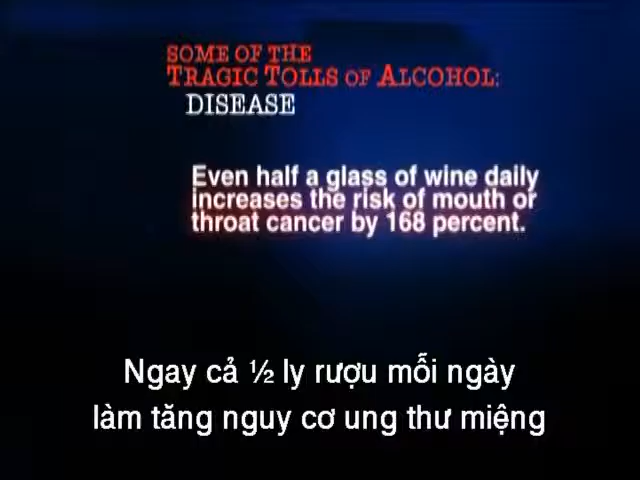 SOME OF THE
TRAGIC TOLLS OF ALCOHOL:
DISEASE
Even half a glass of wine daily
increases the risk of mouth or
throat cancer by 168 percent.
Ngay cả ½ ly rượu mỗi ngày
làm tăng nguy cơ ung thư miệng